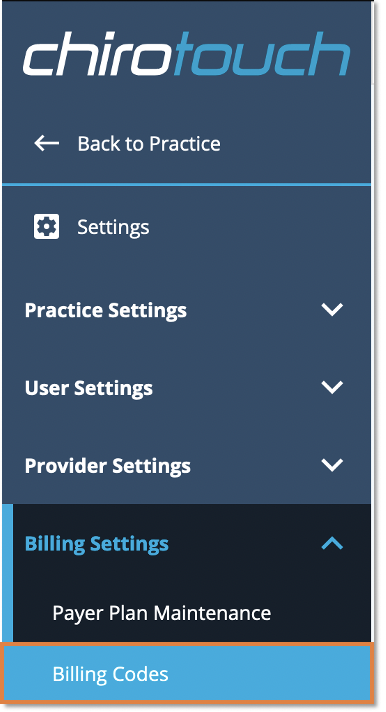 chirotouch
Back to Practice
Settings
Practice Settings
User Settings
Provider Settings
Billing Settings
Payer Plan Maintenance
Billing Codes